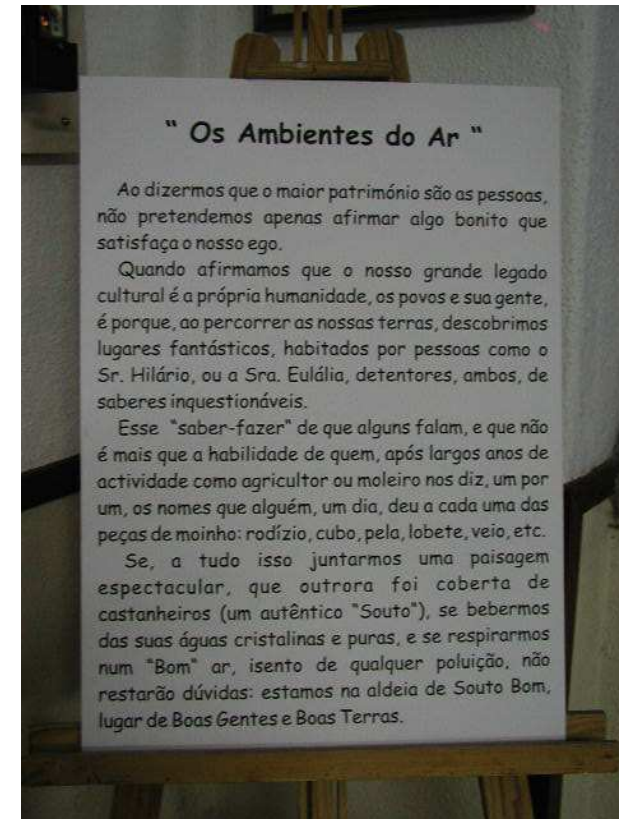 " Os Ambientes do Ar "
Ao dizermos que o maior património são as pessoas,
não pretendemos apenas afirmar algo bonito que
satisfaça o nosso ego.
Quando afirmamos que o nosso grande legado
cultural é a própria humanidade, os povos e sua gente,
é porque, ao percorrer as nossas terras, descobrimos
lugares fantásticos, habitados por pessoas como o
Sr. Hilário, ou a Sra. Eulália, detentores, ambos, de
saberes inquestionáveis.
Esse "saber-fazer" de que alguns falam, e que não
é mais que a habilidade de quem, após largos anos de
actividade como agricultor ou moleiro nos diz, um por
um, os nomes que alguém, um dia, deu a cada uma das
peças de moinho: rodízio, cubo, pela, lobete, veio, etc.
Se, a tudo isso juntarmos uma paisagem
espectacular, que outrora foi coberta de
castanheiros (um autêntico "Souto"), se bebermos
das suas águas cristalinas e puras, e se respirarmos
num "Bom" ar, isento de qualquer poluição, não
restarão dúvidas: estamos na aldeia de Souto Bom,
lugar de Boas Gentes e Boas Terras.